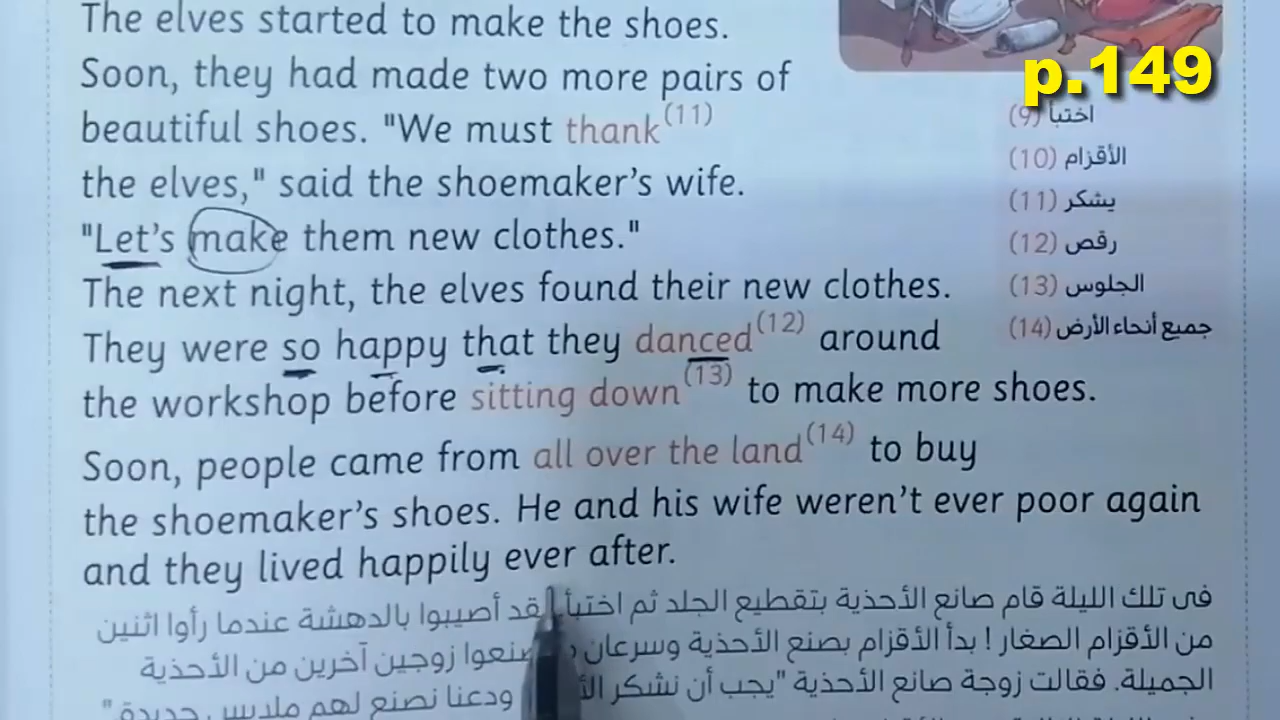 The elves started to make the shoes.
Soon, they had made two more pairs of
beautiful shoes. "We must thank(11)
the elves," said the shoemaker's wife.
"Let's make them new clothes."
The next night, the elves found their new clothes.
They were so happy that they danced(12) around
the workshop before sitting down(13) to make more shoes.
Soon, people came from all over the land(14) to buy
the shoemaker's shoes. He and his wife weren't ever poor again
and they lived happily ever after.
p.149
(9) اختبأ
(10) الأقزام
(11) يشكر
(12) رقص
(13) الجلوس
(14) جميع أنحاء الأرض
فى تلك الليلة قام صانع الأحذية بتقطيع الجلد ثم اختبأ لقد أصيبوا بالدهشة عندما رأوا اثنين
من الأقزام الصغار ! بدأ الأقزام بصنع الأحذية وسرعان صنعوا زوجين آخرين من الأحذية
الجميلة. فقالت زوجة صانع الأحذية "يجب أن نشكر ودعنا نصنع لهم ملابس جديدة"